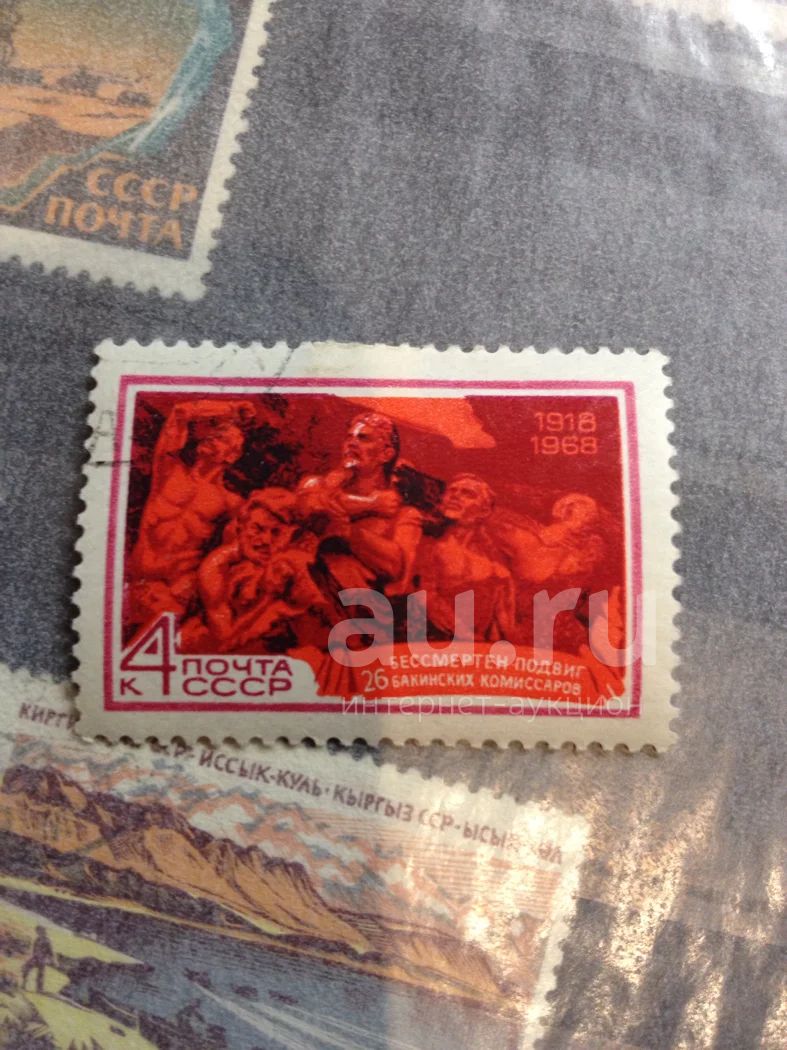 СССР
ПОЧТА
1918
1968
4 К
ПОЧТА
СССР
БЕССМЕРТЕН ПОДВИГ
26 БАКИНСКИХ КОМИССАРОВ
au.ru
интернет-аукцион
ССР·ИССЫК-КУЛЬ·КЫРГЫЗ ССР·